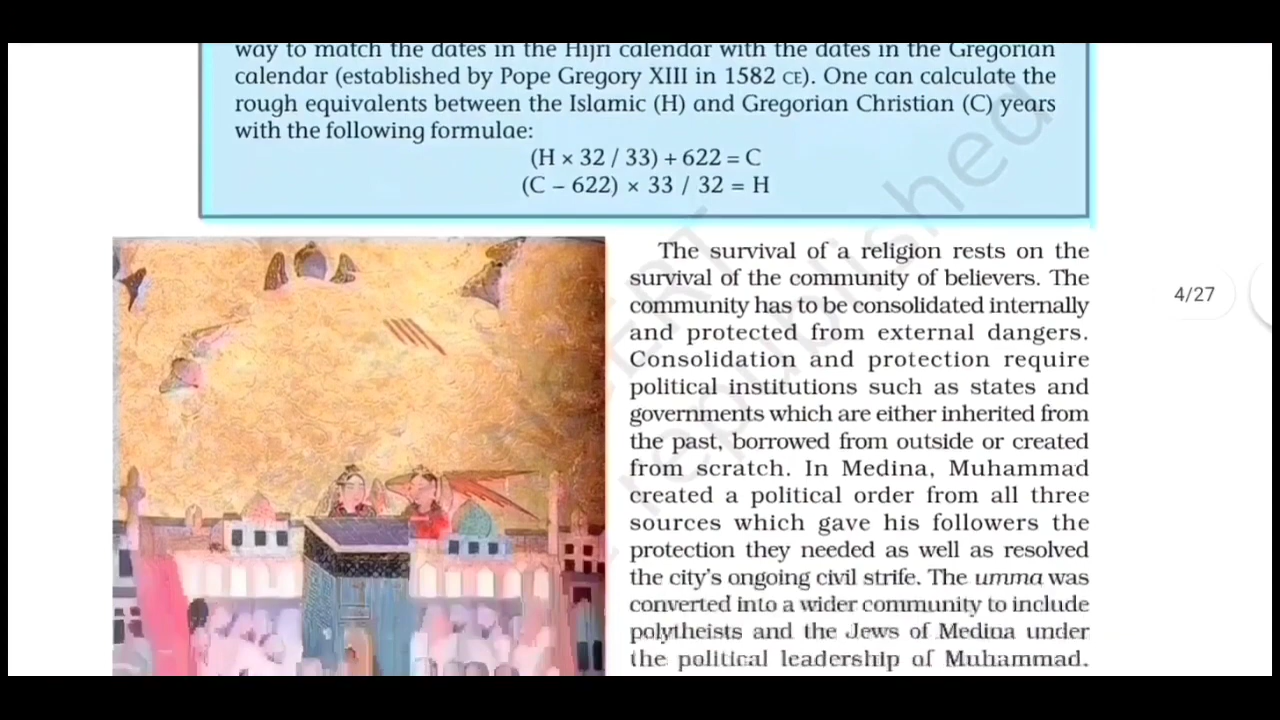 way to match the dates in the Hijri calendar with the dates in the Gregorian
calendar (established by Pope Gregory XIII in 1582 CE). One can calculate the
rough equivalents between the Islamic (H) and Gregorian Christian (C) years
with the following formulae:
(H × 32 / 33) + 622 = C
(C – 622) × 33 / 32 = H
The survival of a religion rests on the
survival of the community of believers. The
community has to be consolidated internally
and protected from external dangers.
Consolidation and protection require
political institutions such as states and
governments which are either inherited from
the past, borrowed from outside or created
from scratch. In Medina, Muhammad
created a political order from all three
sources which gave his followers the
protection they needed as well as resolved
the city's ongoing civil strife. The umma was
converted into a wider community to include
polytheists and the Jews of Medina under
the political leadership of Muhammad.
4/27
republished